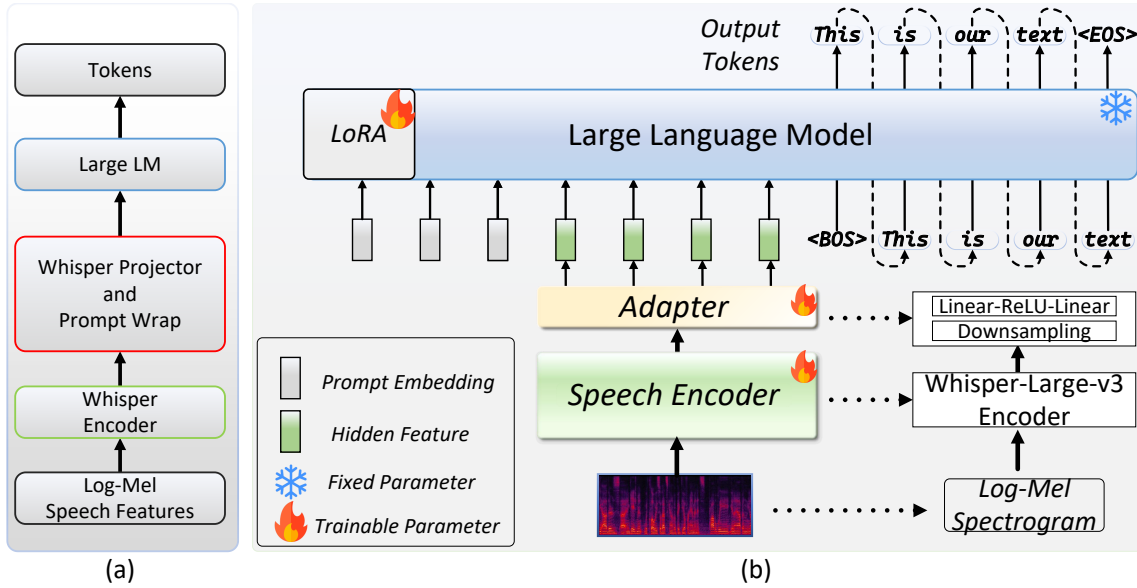 Tokens
Large LM
Whisper Projector
and
Prompt Wrap
Whisper
Encoder
Log-Mel
Speech Features
(a)
Output
Tokens
This is our text <EOS>
LoRA
Large Language Model
<BOS> This is our text
Adapter
Linear-ReLU-Linear
Downsampling
Speech Encoder
Whisper-Large-v3
Encoder
Log-Mel
Spectrogram
Prompt Embedding
Hidden Feature
Fixed Parameter
Trainable Parameter
(b)